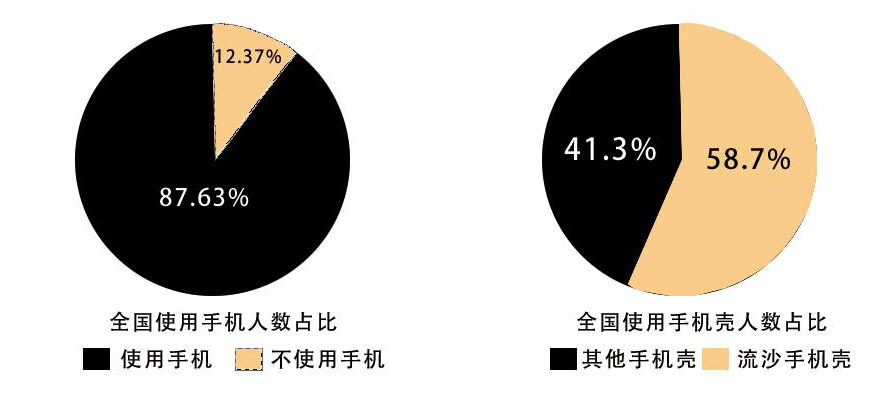 12.37%
87.63%
全国使用手机人数占比
使用手机 不使用手机
41.3%
58.7%
全国使用手机壳人数占比
其他手机壳 流沙手机壳